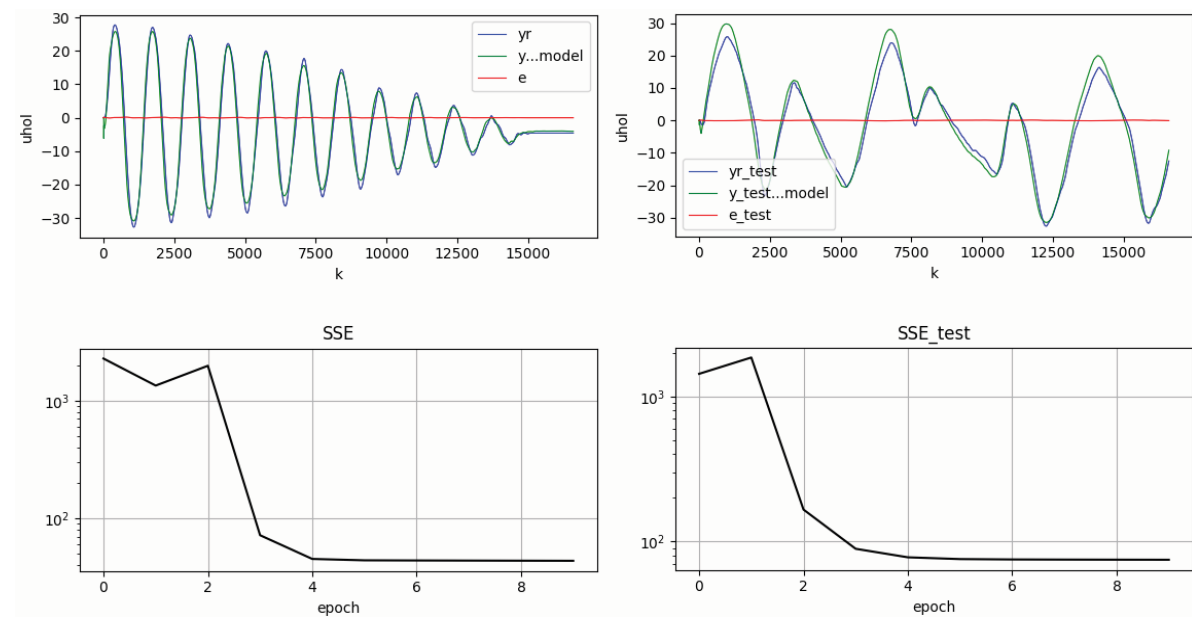 30
20
10
0
−10
−20
−30
uhol
yr
y...model
e
0 2500 5000 7500 10000 12500 15000
k
30
20
10
0
−10
−20
−30
uhol
yr_test
y_test...model
e_test
0 2500 5000 7500 10000 12500 15000
k
SSE
10³
10²
0 2 4 6 8
epoch
SSE_test
10³
10²
0 2 4 6 8
epoch